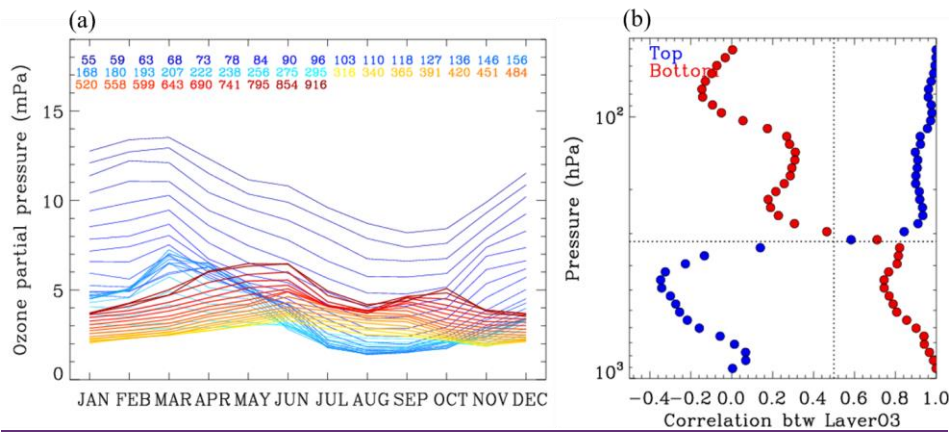 (a)
55 59 63 68 73 78 84 90 96 103 110 118 127 136 146 156
168 180 193 207 222 238 256 275 295 316 340 365 391 420 451 484
520 558 599 643 690 741 795 854 916
15
10
5
0
Ozone partial pressure (mPa)
JAN FEB MAR APR MAY JUN JUL AUG SEP OCT NOV DEC
(b)
Top
Bottom
10²
10³
Pressure (hPa)
-0.4 -0.2 0.0 0.2 0.4 0.6 0.8 1.0
Correlation btw LayerO3